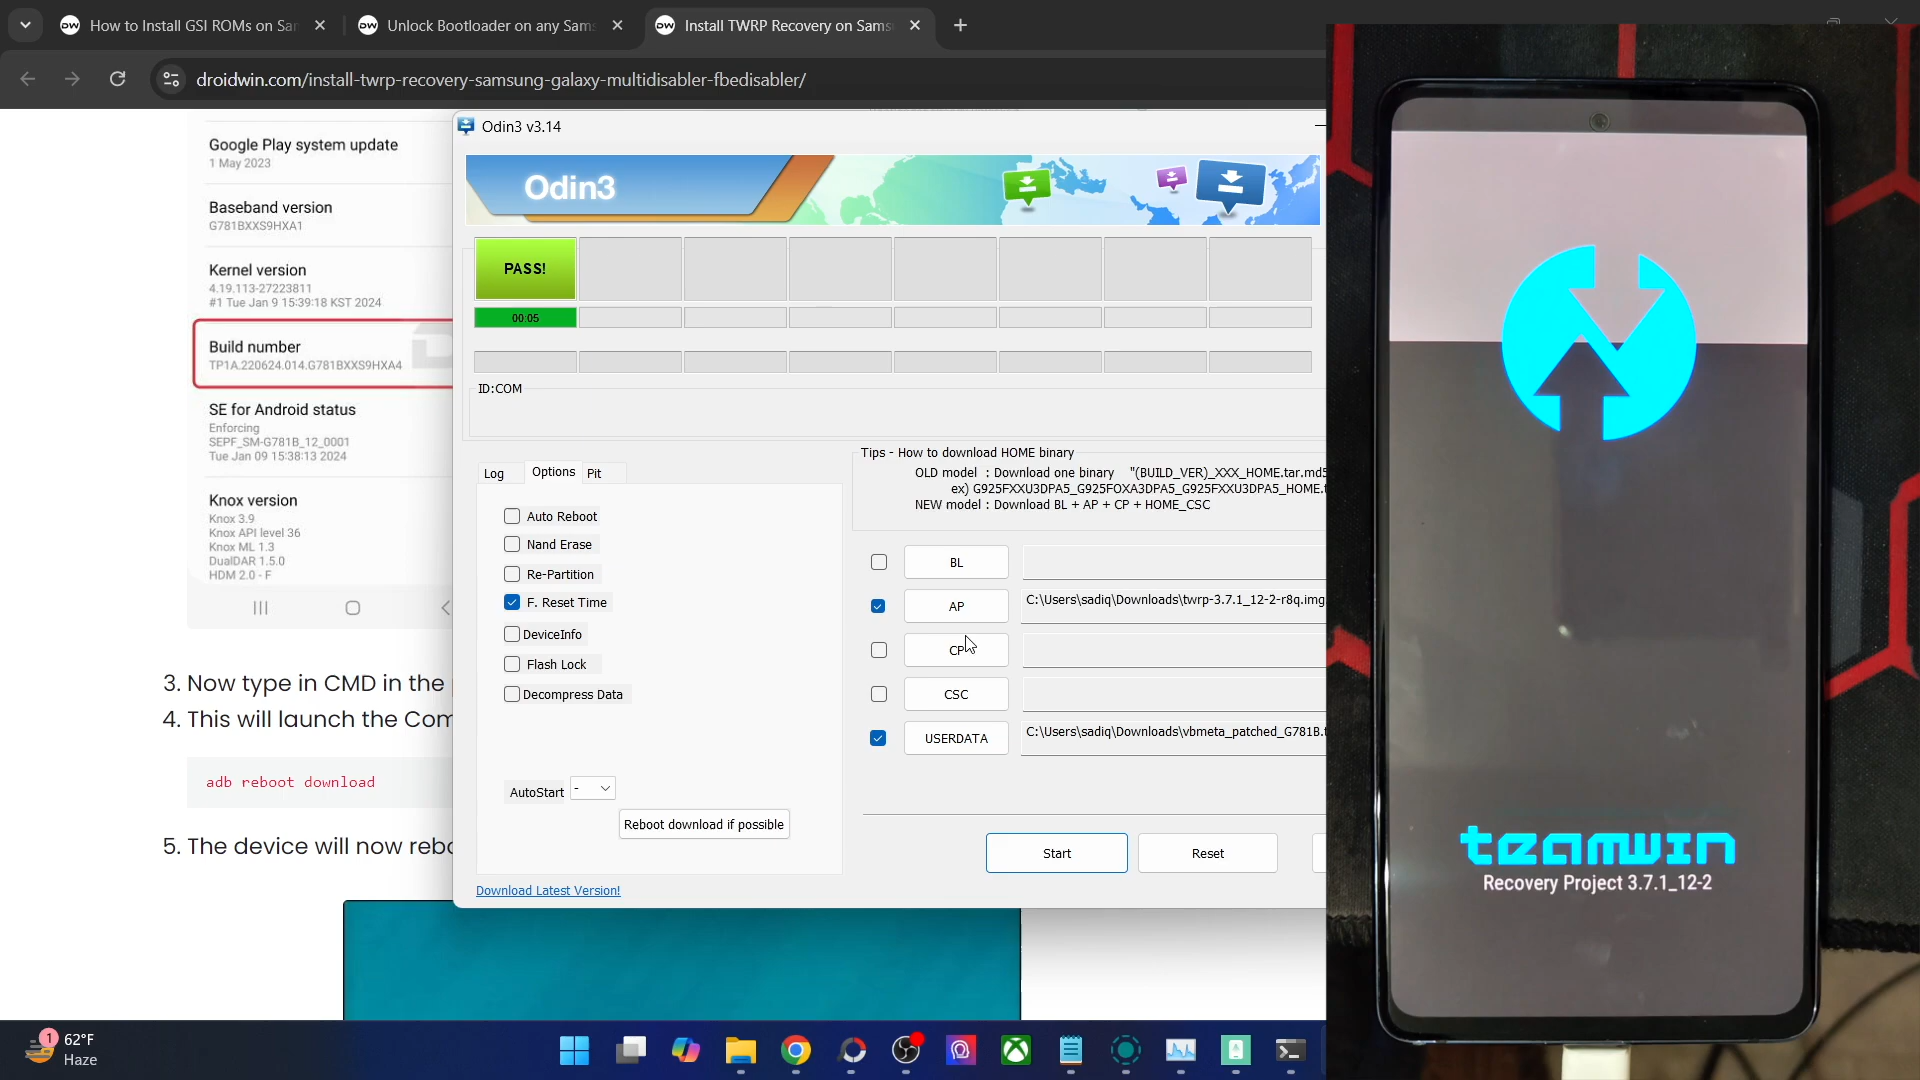 How to Install GSI ROMs on Sar
Unlock Bootloader on any Sams
Install TWRP Recovery on Sams
droidwin.com/install-twrp-recovery-samsung-galaxy-multidisabler-fbedisabler/
Google Play system update
1 May 2023
Baseband version
G781BXXS9HXA1
Kernel version
4.19.113-27223811
#1 Tue Jan 9 15:39:18 KST 2024
Build number
TP1A.220624.014.G781BXXS9HXA4
SE for Android status
Enforcing
SEPF_SM-G781B_12_0001
Tue Jan 09 15:38:13 2024
Knox version
Knox 3.9
Knox API level 36
Knox ML 1.3
DualDAR 1.5.0
HDM 2.0 - F
3. Now type in CMD in the
4. This will launch the Com
adb reboot download
5. The device will now rebo
Odin3 v3.14
Odin3
PASS!
00:05
ID:COM
Log
Options
Pit
Auto Reboot
Nand Erase
Re-Partition
F. Reset Time
DeviceInfo
Flash Lock
Decompress Data
AutoStart
-
Reboot download if possible
Download Latest Version!
Tips - How to download HOME binary
OLD model : Download one binary "(BUILD_VER)_XXX_HOME.tar.md5
ex) G925FXXU3DPA5_G925FOXA3DPA5_G925FXXU3DPA5_HOME.t
NEW model : Download BL + AP + CP + HOME_CSC
BL
AP
C:\Users\sadiq\Downloads\twrp-3.7.1_12-2-r8q.img
CP
CSC
USERDATA
C:\Users\sadiq\Downloads\vbmeta_patched_G781B.t
Start
Reset
teamwin
Recovery Project 3.7.1_12-2
1
62°F
Haze